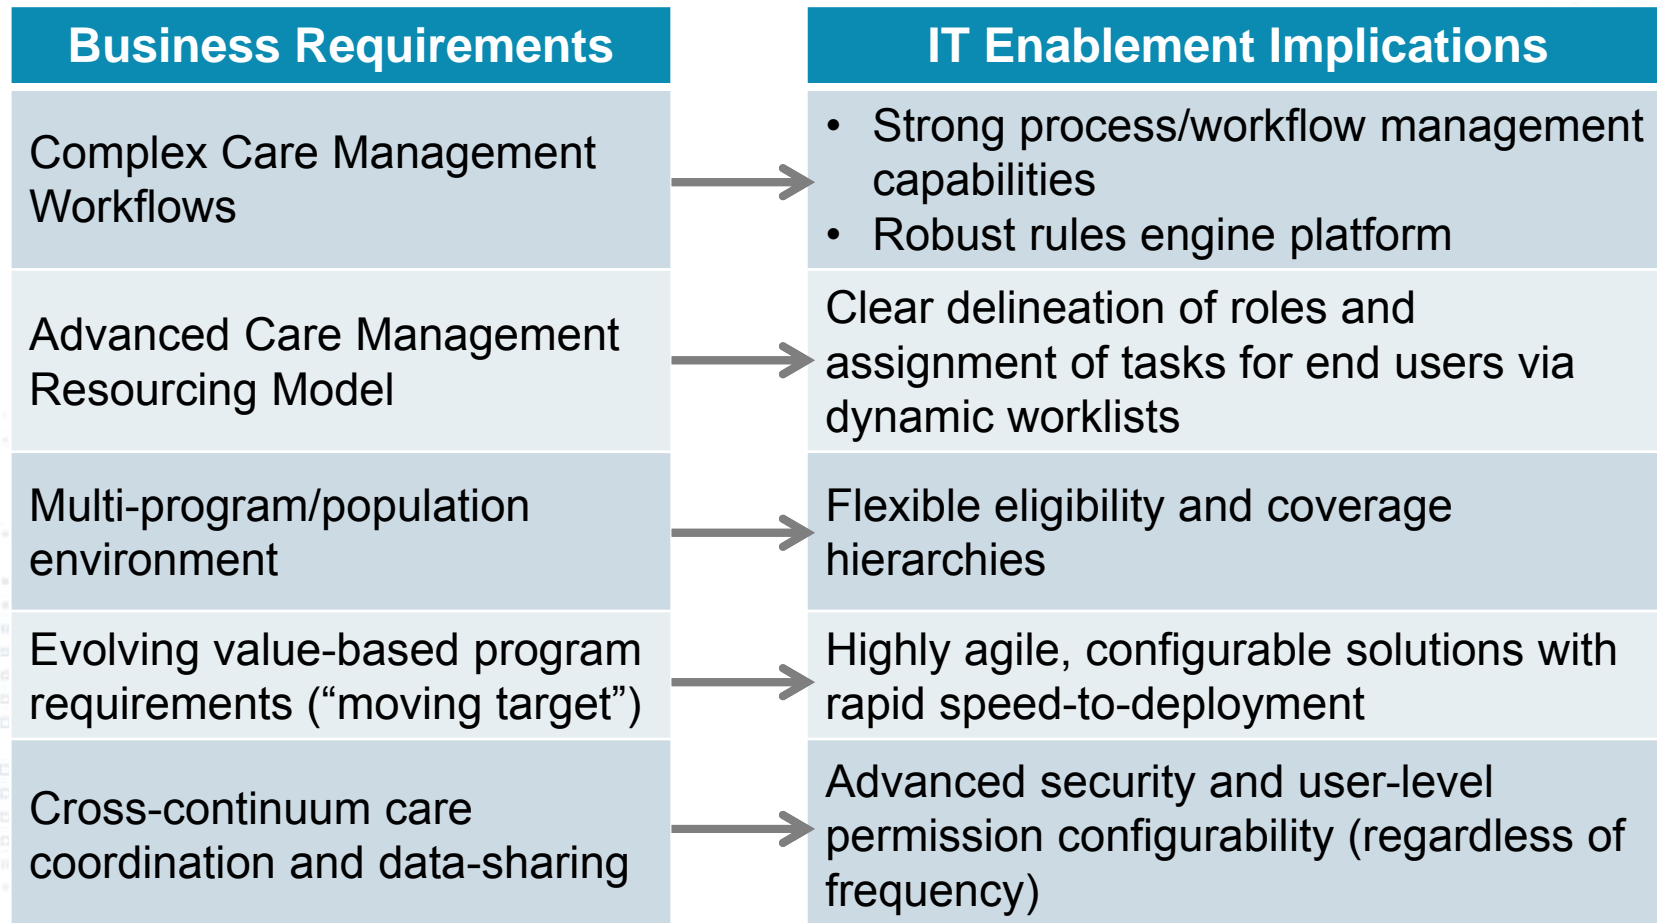 Business Requirements
IT Enablement Implications
Complex Care Management
Workflows
• Strong process/workflow management
capabilities
• Robust rules engine platform
Advanced Care Management
Resourcing Model
Clear delineation of roles and
assignment of tasks for end users via
dynamic worklists
Multi-program/population
environment
Flexible eligibility and coverage
hierarchies
Evolving value-based program
requirements (“moving target”)
Highly agile, configurable solutions with
rapid speed-to-deployment
Cross-continuum care
coordination and data-sharing
Advanced security and user-level
permission configurability (regardless of
frequency)